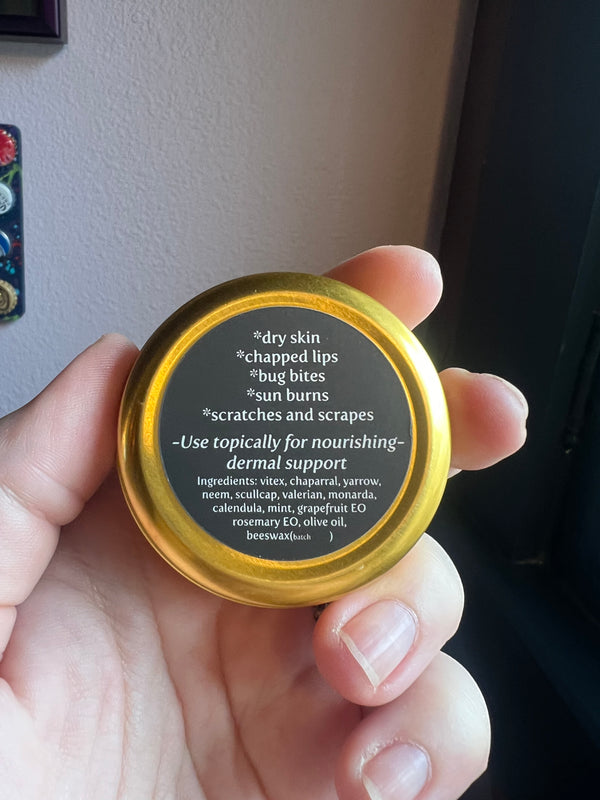 *dry skin
*chapped lips
*bug bites
*sun burns
*scratches and scrapes
-Use topically for nourishing-
dermal support
Ingredients: vitex, chaparral, yarrow,
neem, scullcap, valerian, monarda,
calendula, mint, grapefruit EO
rosemary EO, olive oil,
beeswax(batch )